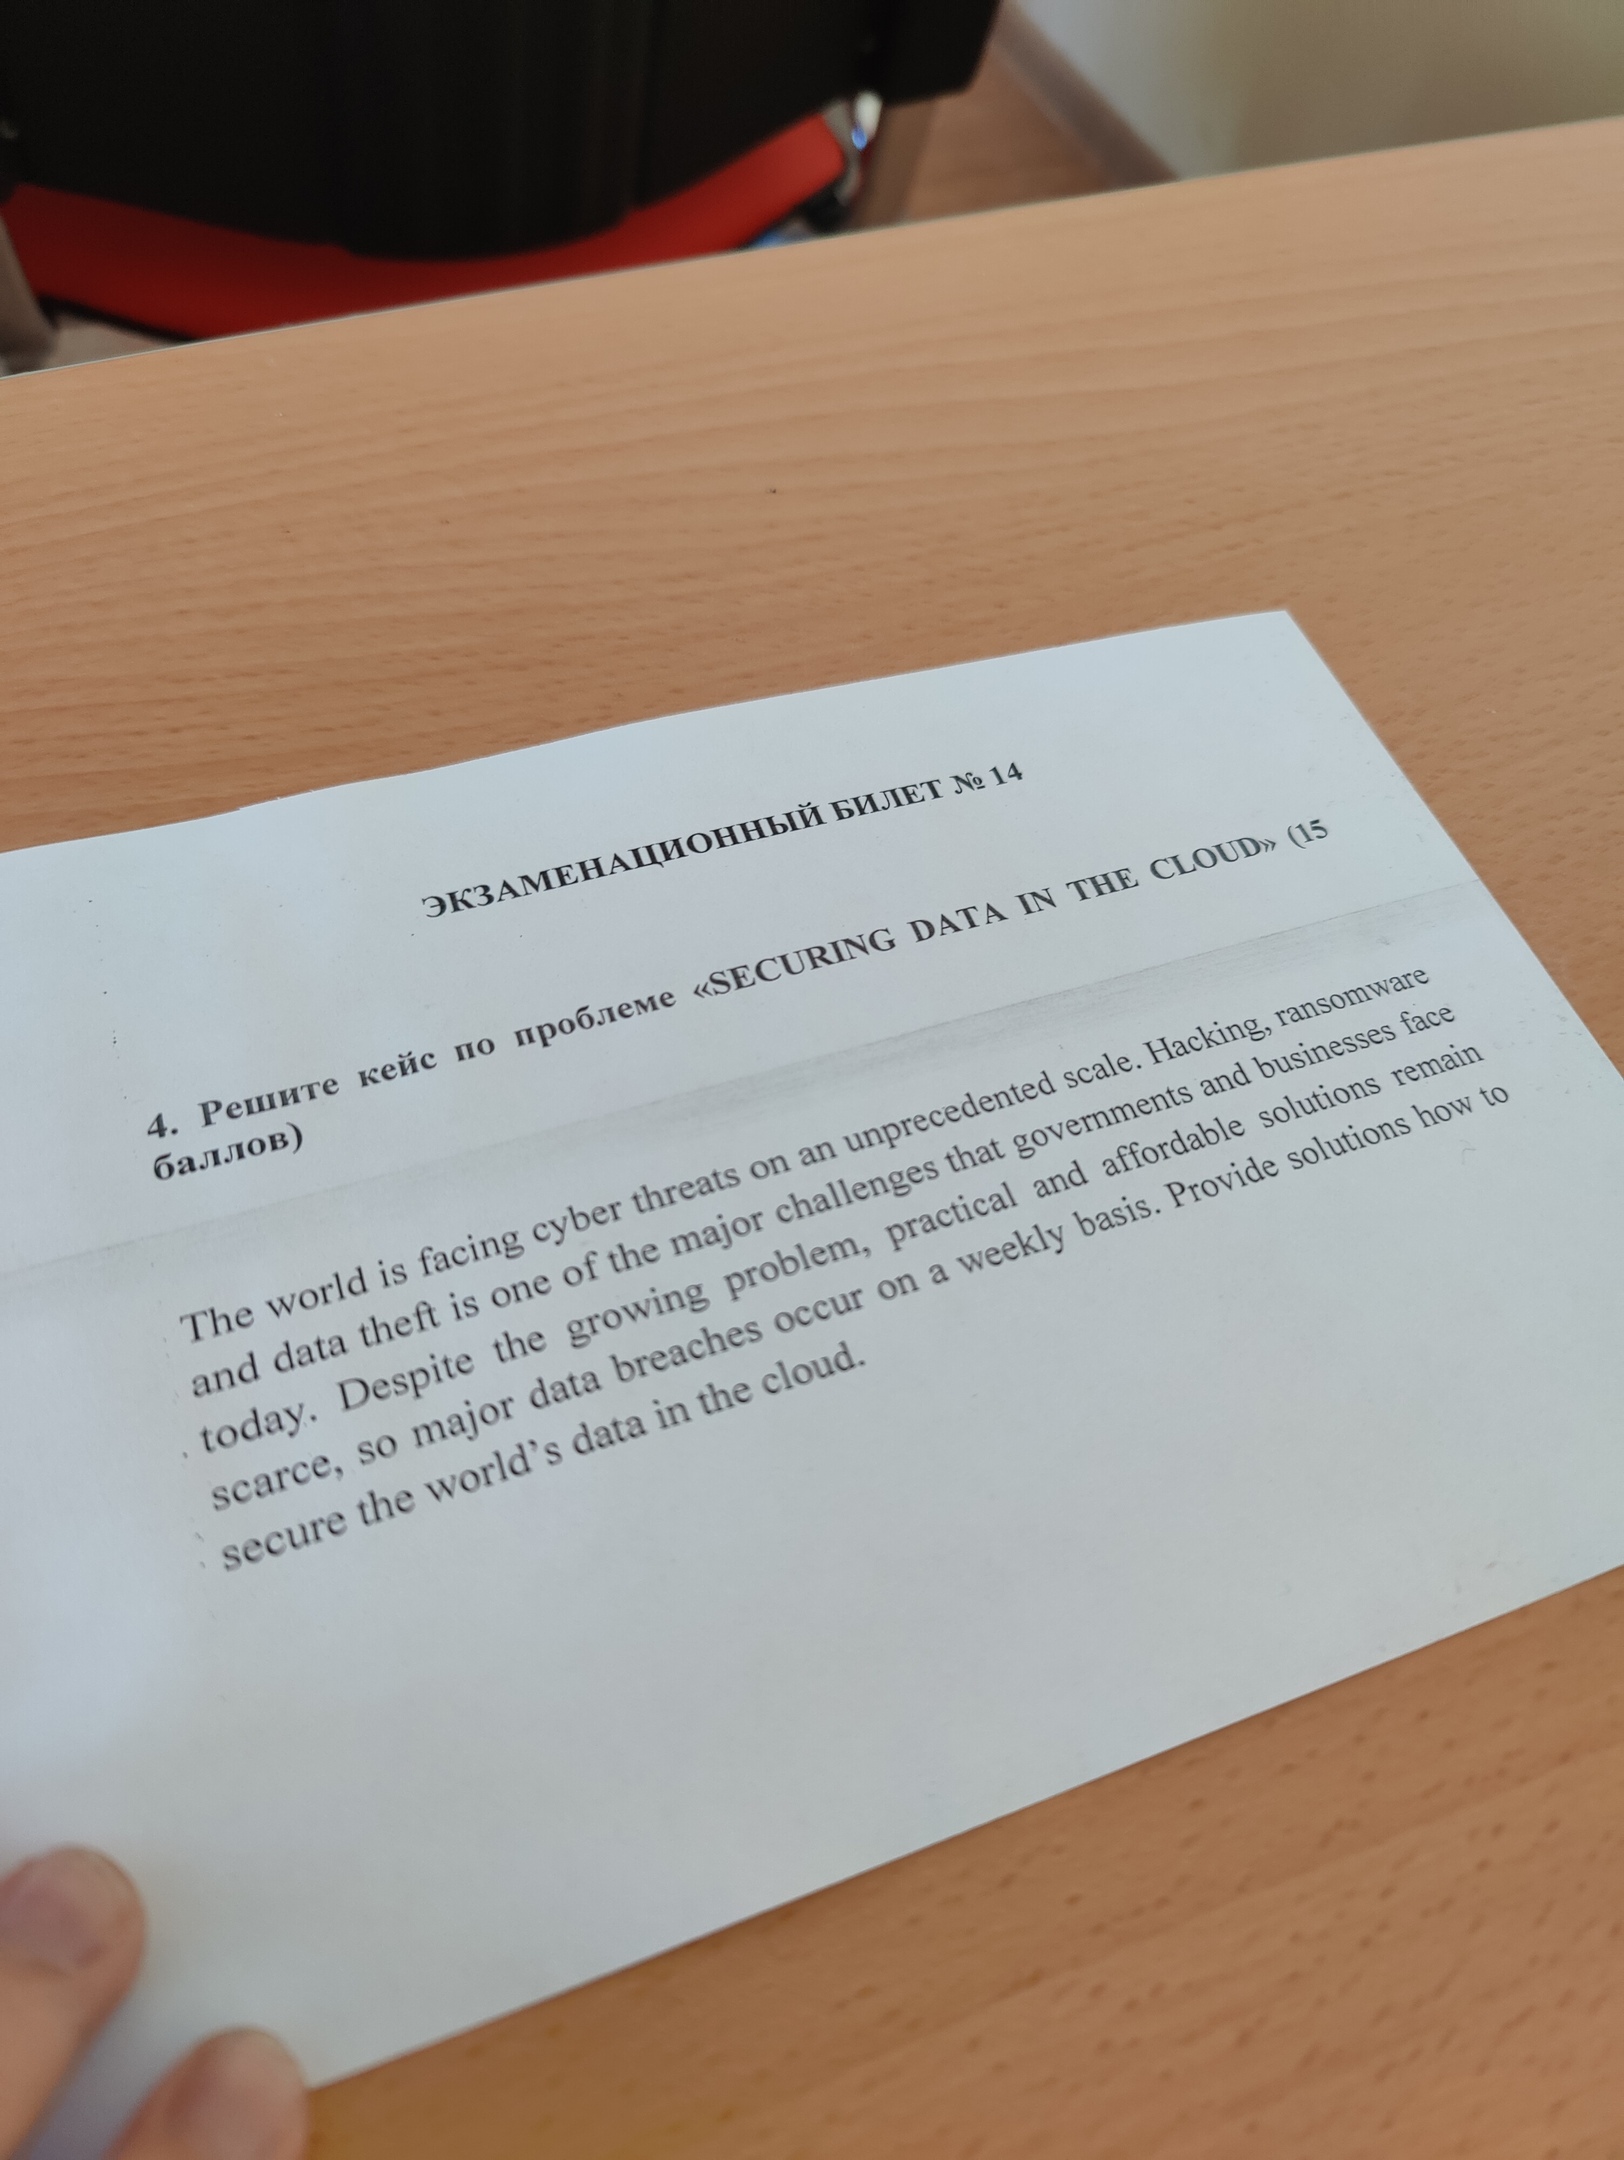 ЭКЗАМЕНАЦИОННЫЙ БИЛЕТ № 14
4. Решите кейс по проблеме «SECURING DATA IN THE CLOUD» (15
баллов)
The world is facing cyber threats on an unprecedented scale. Hacking, ransomware
and data theft is one of the major challenges that governments and businesses face
today. Despite the growing problem, practical and affordable solutions remain
scarce, so major data breaches occur on a weekly basis. Provide solutions how to
secure the world’s data in the cloud.